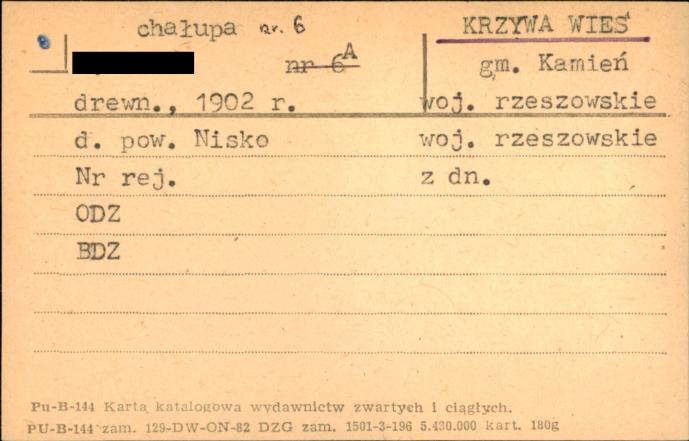 chałupa nr. 6
KRZYWA WIEŚ
nr 6A
gm. Kamień
drewn., 1902 r.
woj. rzeszowskie
d. pow. Nisko
woj. rzeszowskie
Nr rej.
z dn.
ODZ
BDZ
Pu-B-144 Karta katalogowa wydawnictw zwartych i ciągłych.
PU-B-144 zam. 129-DW-ON-82 DZG zam. 1501-3-196 5.430.000 kart. 180g